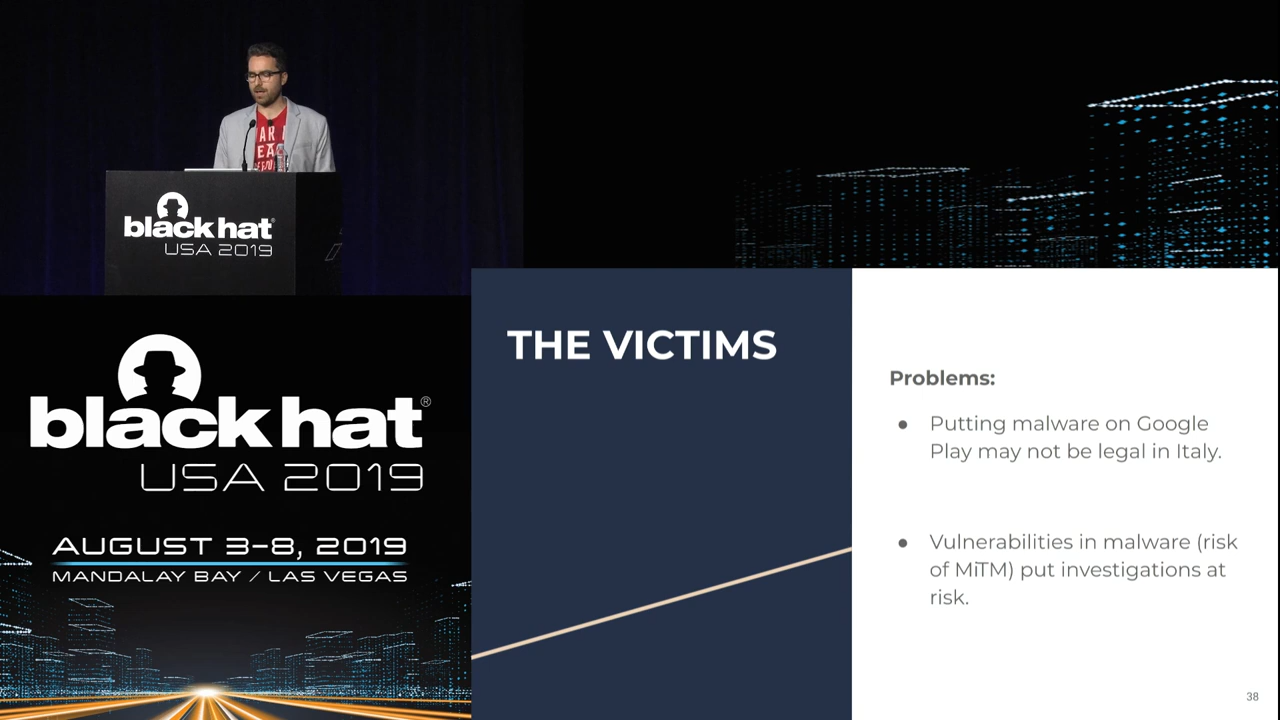 AR
EA
black hat
USA 2019
black hat®
USA 2019
AUGUST 3-8, 2019
MANDALAY BAY / LAS VEGAS
THE VICTIMS
Problems:
● Putting malware on Google
Play may not be legal in Italy.
● Vulnerabilities in malware (risk
of MiTM) put investigations at
risk.
38